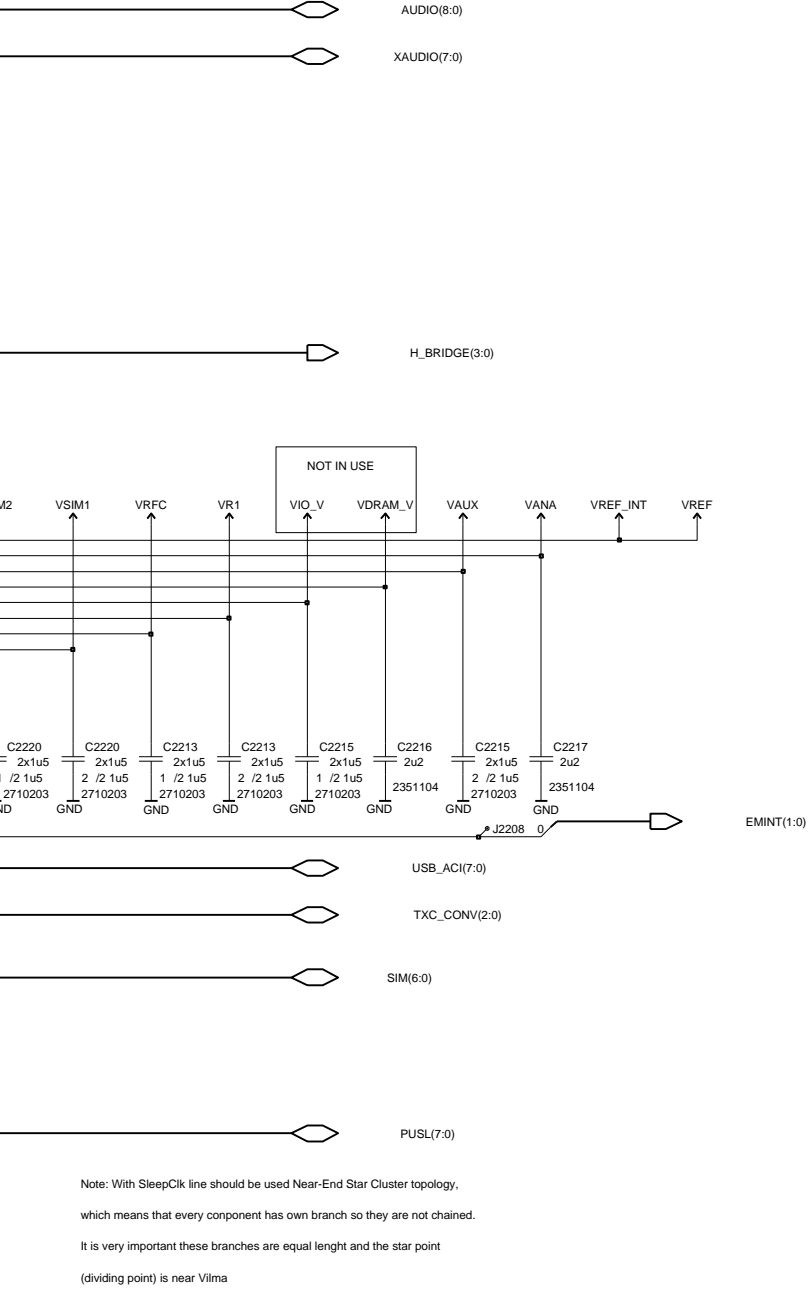 AUDIO(8:0)
XAUDIO(7:0)
H_BRIDGE(3:0)
NOT IN USE
M2 VSIM1 VRFC VR1 VIO_V VDRAM_V VAUX VANA VREF_INT VREF
C2220 C2220 C2213 C2213 C2215 C2216 C2215 C2217
2x1u5 2x1u5 2x1u5 2x1u5 2x1u5 2u2 2x1u5 2u2
/2 1u5 2 /2 1u5 1 /2 1u5 2 /2 1u5 1 /2 1u5 2 /2 1u5
2710203 2710203 2710203 2710203 2710203 2351104 2710203 2351104
ND GND GND GND GND GND GND GND
J2208 0
EMINT(1:0)
USB_ACI(7:0)
TXC_CONV(2:0)
SIM(6:0)
PUSL(7:0)
Note: With SleepClk line should be used Near-End Star Cluster topology,
which means that every conponent has own branch so they are not chained.
It is very important these branches are equal lenght and the star point
(dividing point) is near Vilma